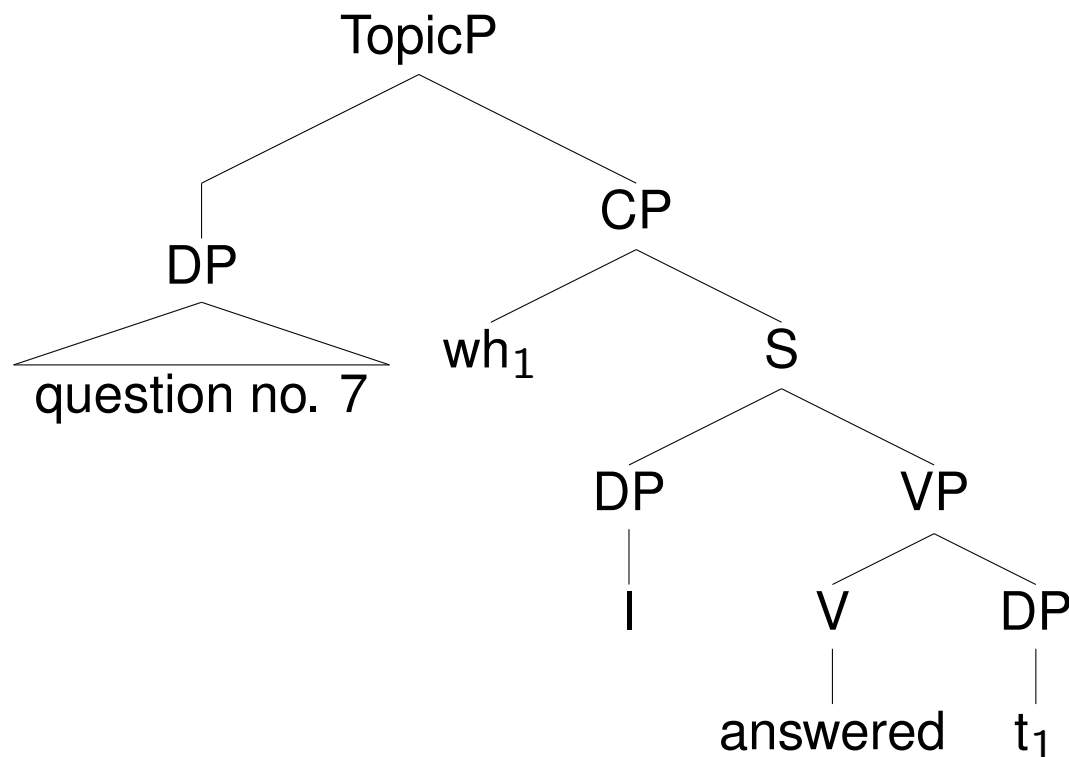 TopicP
CP
DP
wh₁
S
question no. 7
DP
VP
I
V
DP
answered
t₁